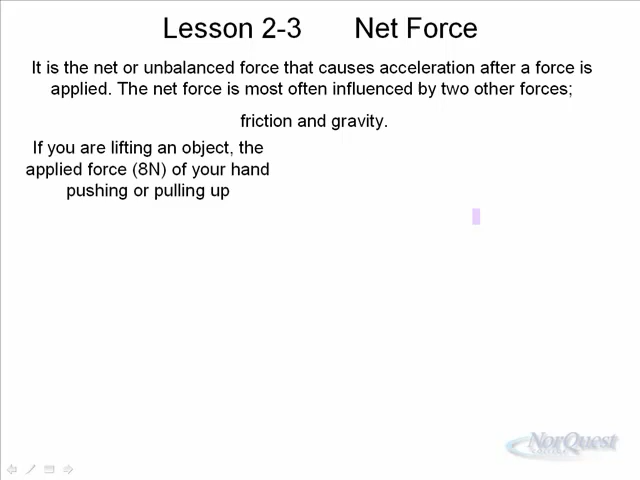 Lesson 2-3 Net Force
It is the net or unbalanced force that causes acceleration after a force is
applied. The net force is most often influenced by two other forces;
friction and gravity.
If you are lifting an object, the
applied force (8N) of your hand
pushing or pulling up
NorQuest